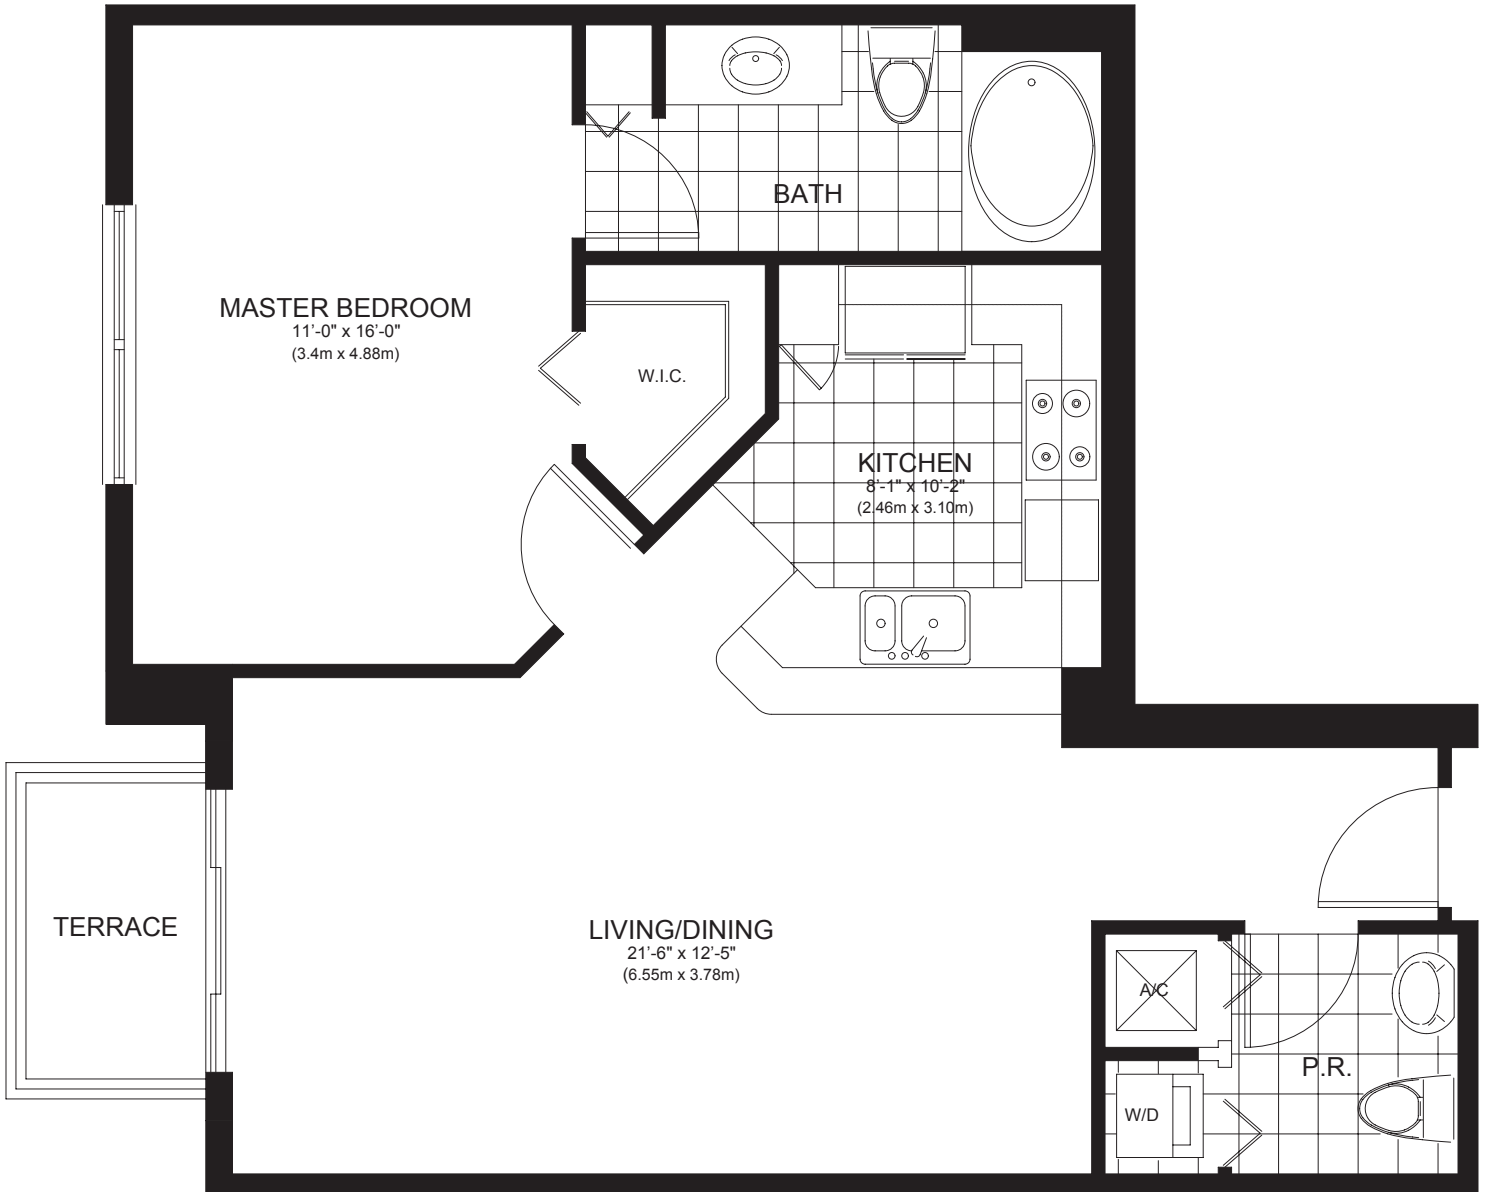 BATH
MASTER BEDROOM
11'-0" x 16'-0"
(3.4m x 4.88m)
W.I.C.
KITCHEN
8'-1" x 10'-2"
(2.46m x 3.10m)
TERRACE
LIVING/DINING
21'-6" x 12'-5"
(6.55m x 3.78m)
A/C
P.R.
W/D